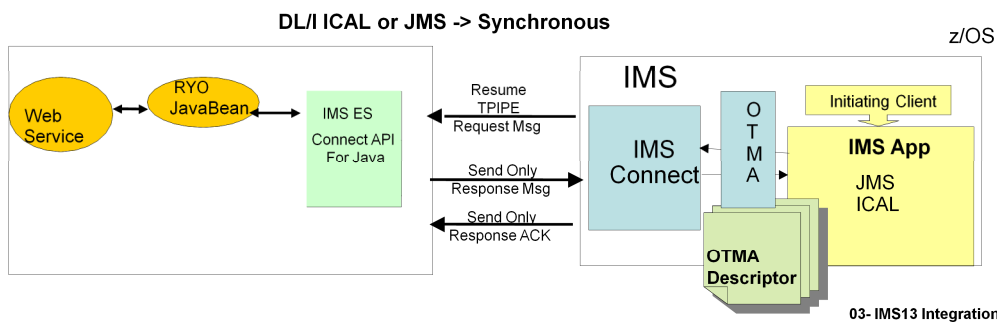 DL/I ICAL or JMS -> Synchronous
z/OS
Web
Service
RYO
JavaBean
IMS ES
Connect API
For Java
Resume
TPIPE
Request Msg
Send Only
Response Msg
Send Only
Response ACK
IMS
IMS
Connect
O
T
M
A
Initiating Client
IMS App
JMS
ICAL
OTMA
Descriptor
03- IMS13 Integration